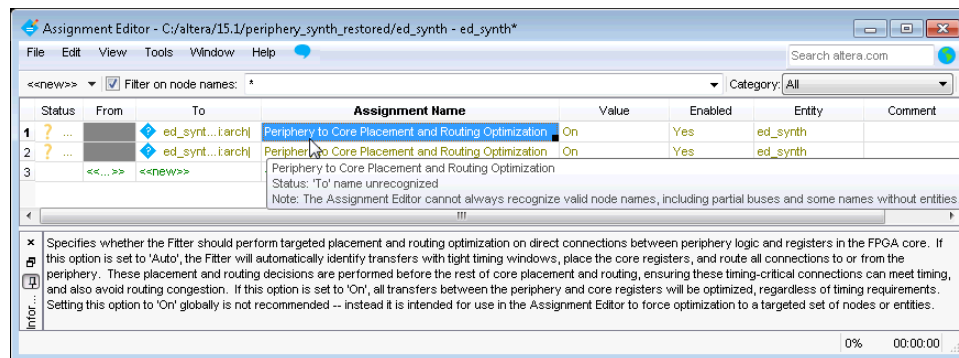 Assignment Editor - C:/altera/15.1/periphery_synth_restored/ed_synth - ed_synth*
File Edit View Tools Window Help Search altera.com
<<new>> Filter on node names: * Category: All
Status From To Assignment Name Value Enabled Entity Comment
1 ? ... ed_synt...i:arch| Periphery to Core Placement and Routing Optimization On Yes ed_synth
2 ? ... ed_synt...i:arch| Periphery to Core Placement and Routing Optimization On Yes ed_synth
3 <<...>> <<new>>
Periphery to Core Placement and Routing Optimization
Status: 'To' name unrecognized
Note: The Assignment Editor cannot always recognize valid node names, including partial buses and some names without entities
Specifies whether the Fitter should perform targeted placement and routing optimization on direct connections between periphery logic and registers in the FPGA core. If
this option is set to 'Auto', the Fitter will automatically identify transfers with tight timing windows, place the core registers, and route all connections to or from the
periphery. These placement and routing decisions are performed before the rest of core placement and routing, ensuring these timing-critical connections can meet timing,
and also avoid routing congestion. If this option is set to 'On', all transfers between the periphery and core registers will be optimized, regardless of timing requirements.
Setting this option to 'On' globally is not recommended -- instead it is intended for use in the Assignment Editor to force optimization to a targeted set of nodes or entities.
Infor...
0% 00:00:00